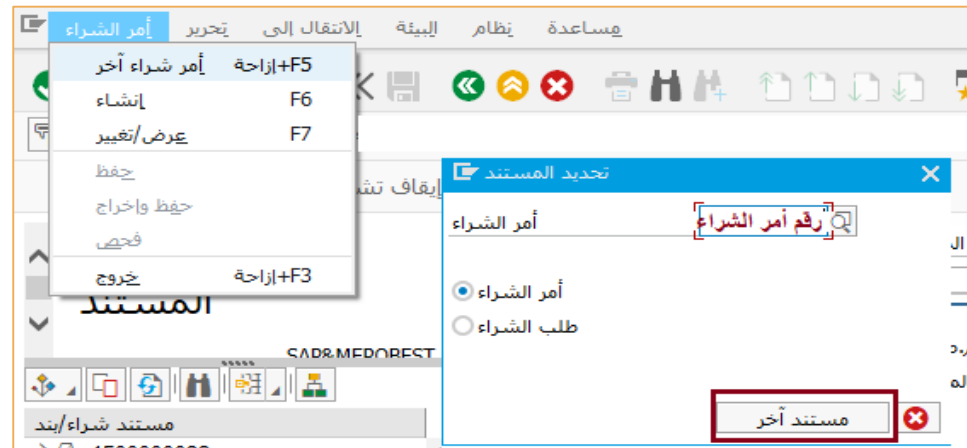 أمر الشراء تحرير الانتقال إلى البيئة نظام مساعدة
أمر شراء آخر F5+إزاحة
إنشاء F6
عرض/تغيير F7
حفظ
حفظ وإخراج
فحص
خروج F3+إزاحة
إيقاف
المستند
SAP&MEPOBEST
مستند شراء/بند
تحديد المستند
أمر الشراء رقم أمر الشراء
أمر الشراء
طلب الشراء
مستند آخر